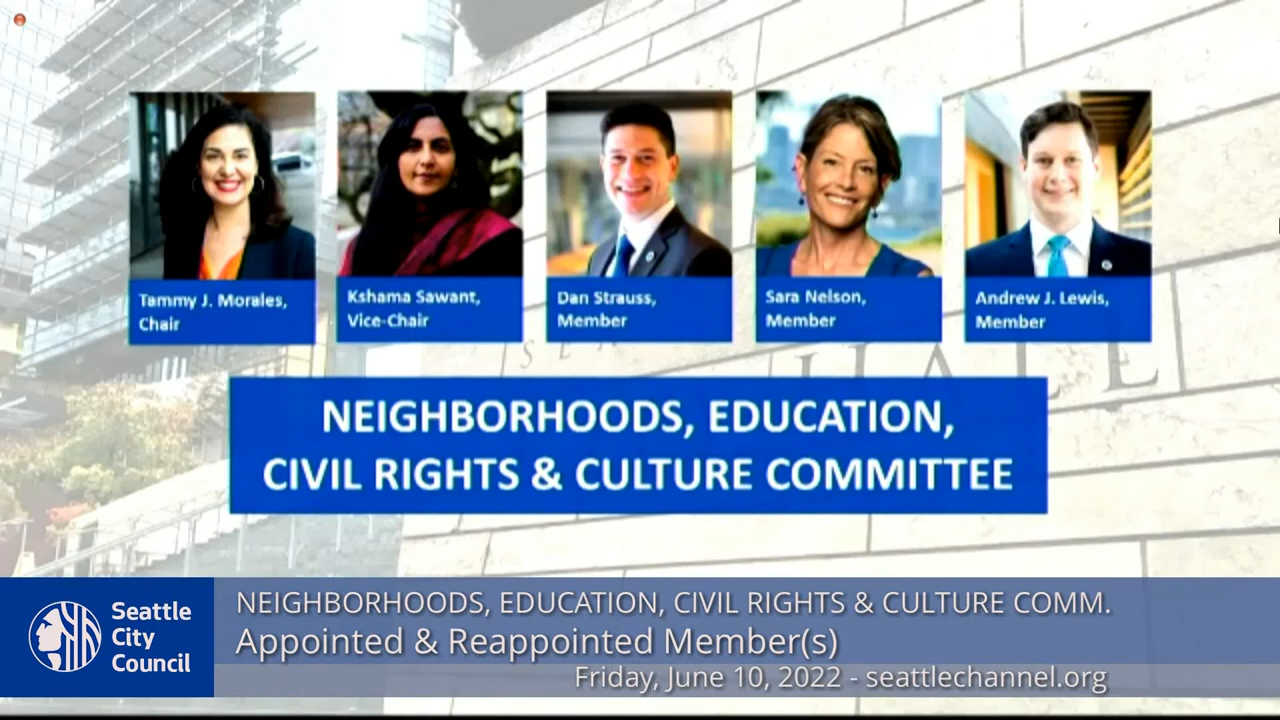 Tammy J. Morales,
Chair
Kshama Sawant,
Vice-Chair
Dan Strauss,
Member
Sara Nelson,
Member
Andrew J. Lewis,
Member
HALL
NEIGHBORHOODS, EDUCATION,
CIVIL RIGHTS & CULTURE COMMITTEE
Seattle
City
Council
NEIGHBORHOODS, EDUCATION, CIVIL RIGHTS & CULTURE COMM.
Appointed & Reappointed Member(s)
Friday, June 10, 2022 - seattlechannel.org